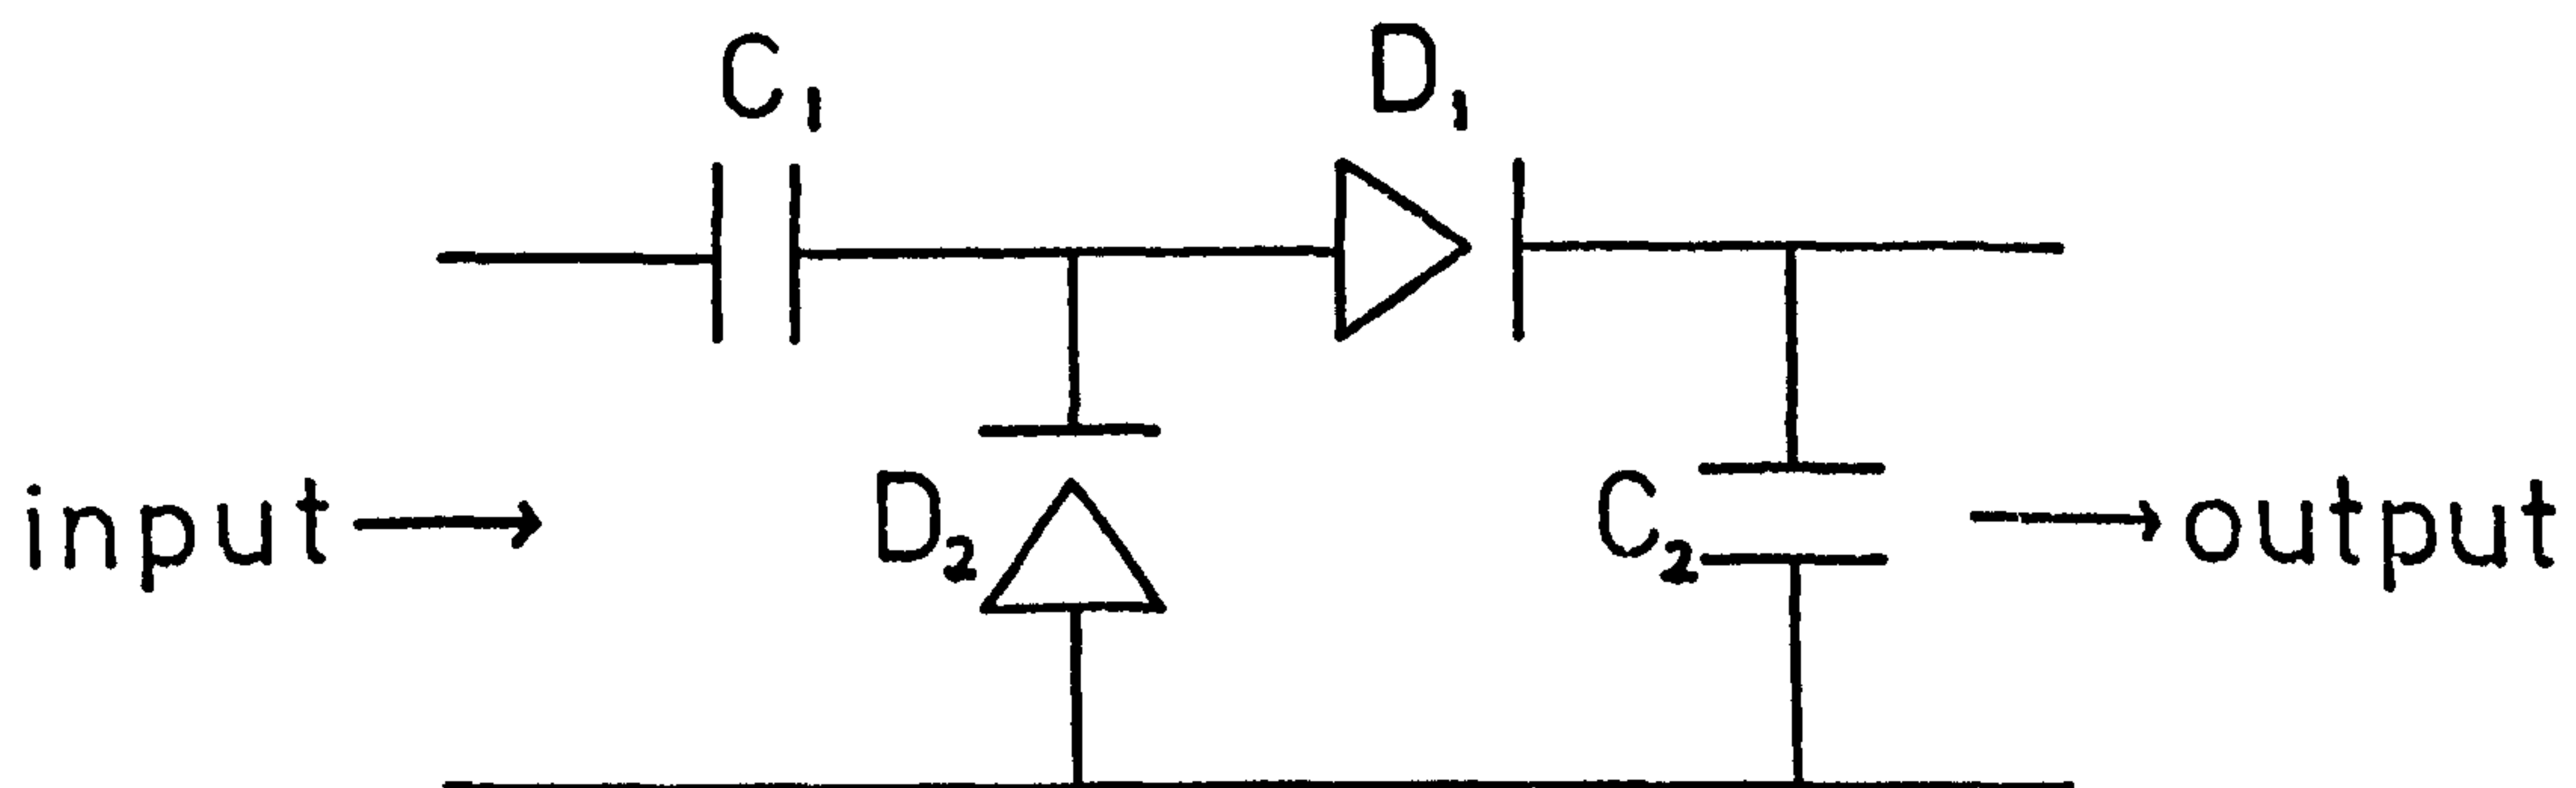 C₁
D₁
input
D₂
C₂
output